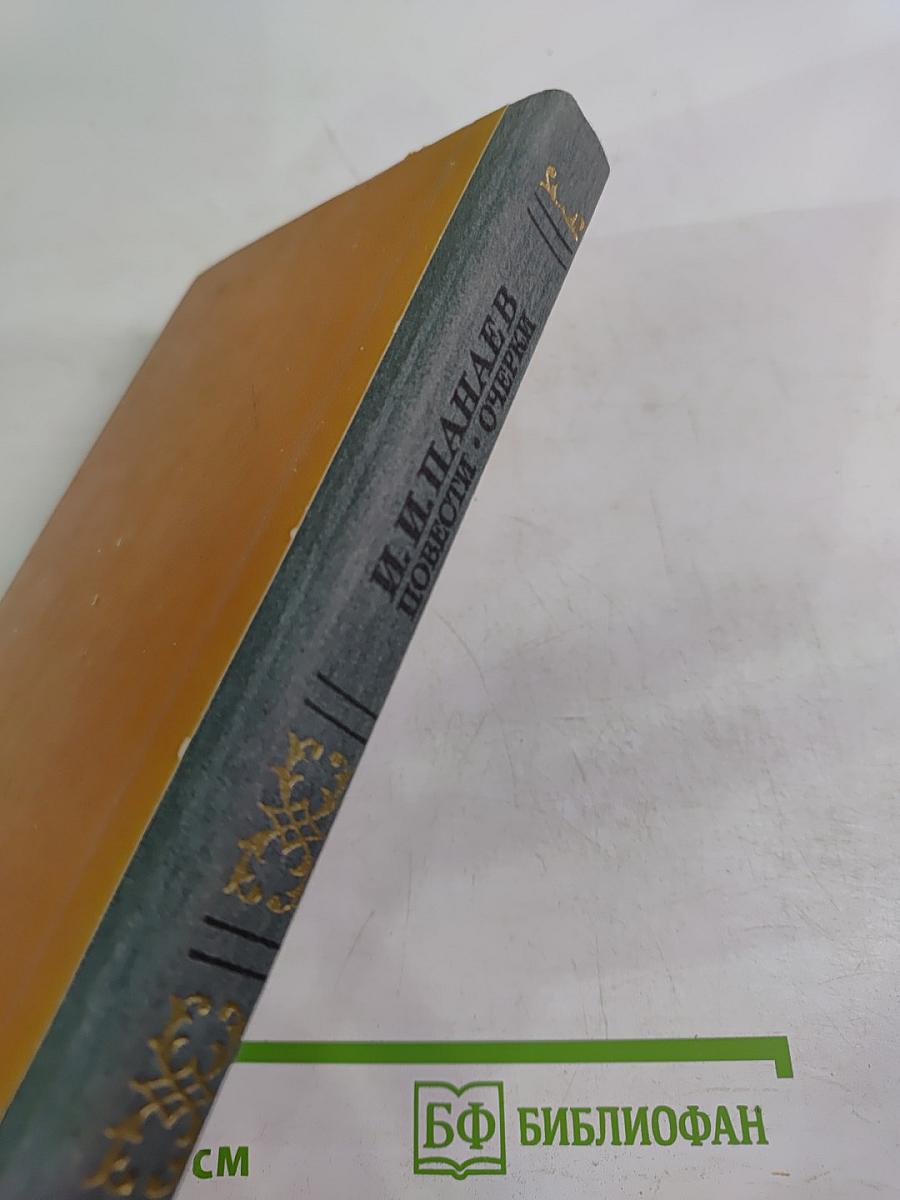 И. И. ПАНАЕВ
ПОВЕСТИ • ОЧЕРКИ
см
БФ БИБЛИОФАН